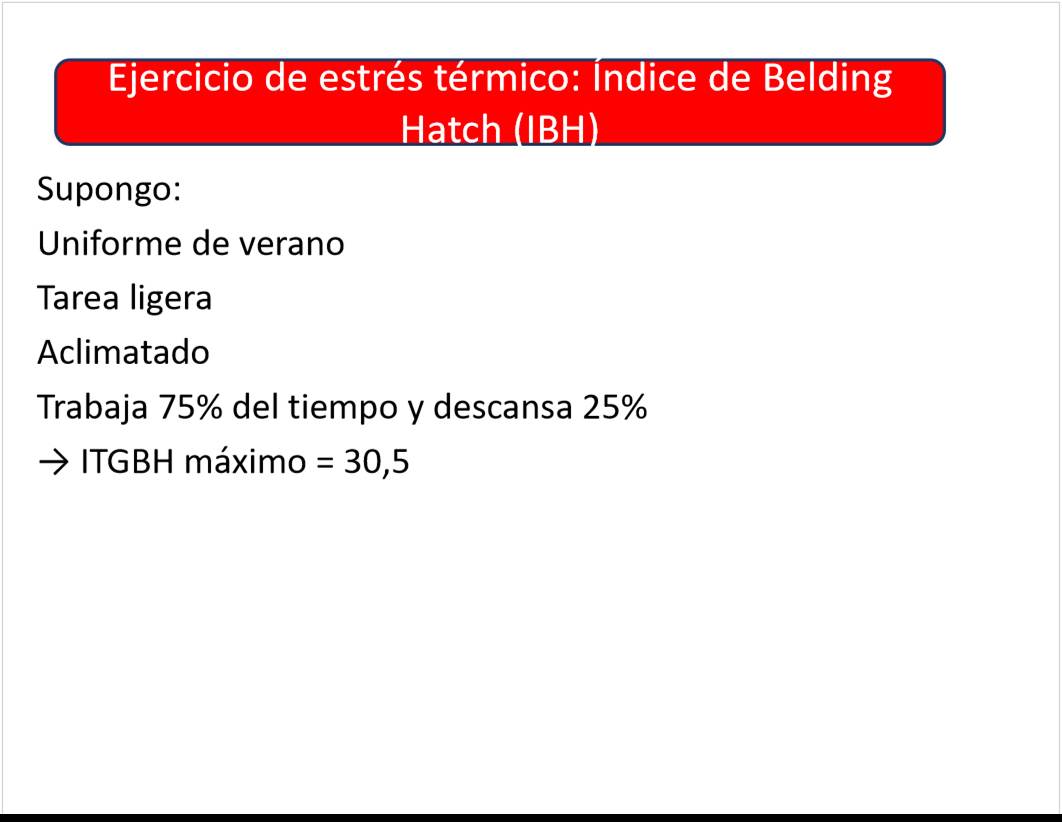 Ejercicio de estrés térmico: Índice de Belding
Hatch (IBH)
Supongo:
Uniforme de verano
Tarea ligera
Aclimatado
Trabaja 75% del tiempo y descansa 25%
→ ITGBH máximo = 30,5